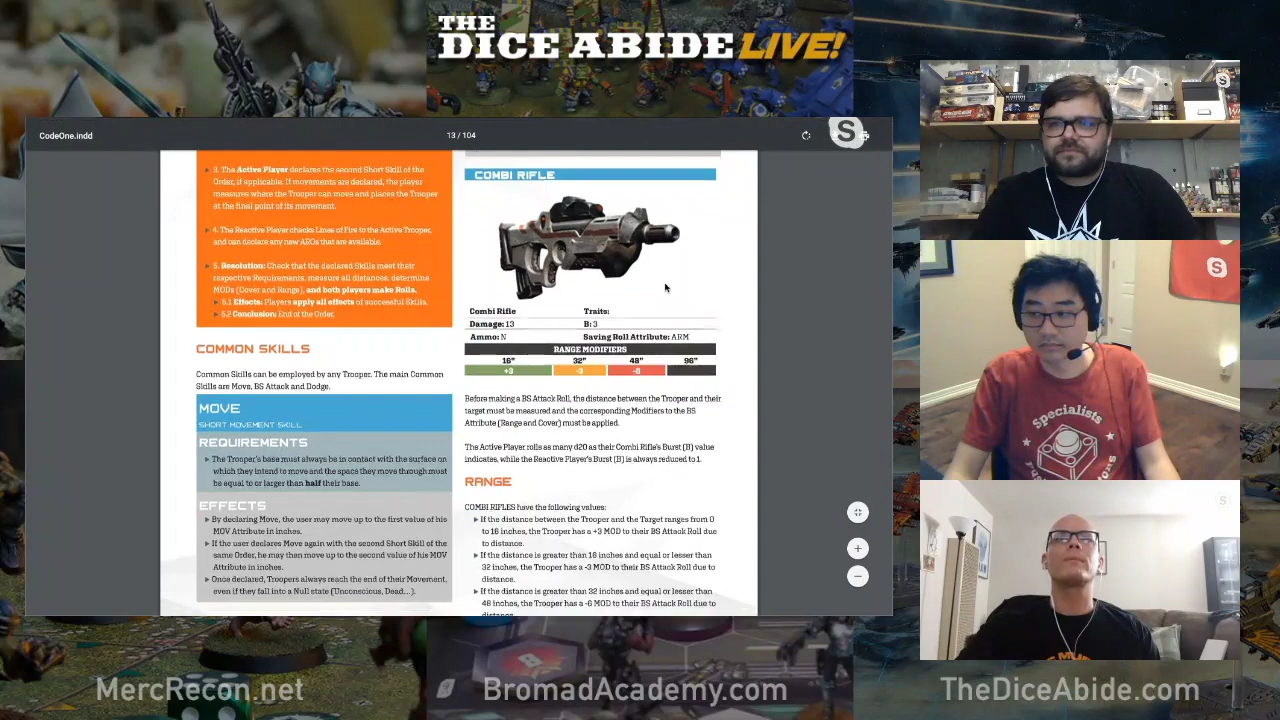 THE
DICE ABIDE LIVE!
CodeOne.indd
13 / 104
S
3. The Active Player declares the second Short Skill of the
Order, if applicable. If movements are declared, the player
measures where the Trooper can move and places the Trooper
at the final point of its movement.
4. The Reactive Player checks Lines of Fire to the Active Trooper,
and can declare any new AROs that are available.
5. Resolution: Check that the declared Skills meet their
respective Requirements, measure all distances, determine
MODs (Cover and Range), and both players make Rolls.
5.1 Effects: Players apply all effects of successful Skills.
5.2 Conclusion: End of the Order.
COMMON SKILLS
Common Skills can be employed by any Trooper. The main Common
Skills are Move, BS Attack and Dodge.
MOVE
SHORT MOVEMENT SKILL
REQUIREMENTS
The Trooper's base must always be in contact with the surface on
which they intend to move and the space they move through must
be equal to or larger than half their base.
EFFECTS
By declaring Move, the user may move up to the first value of his
MOV Attribute in inches.
If the user declares Move again with the second Short Skill of the
same Order, he may then move up to the second value of his MOV
Attribute in inches.
Once declared, Troopers always reach the end of their Movement,
even if they fall into a Null state (Unconscious, Dead...).
COMBI RIFLE
Combi Rifle Traits:
Damage: 13 B: 3
Ammo: N Saving Roll Attribute: ARM
RANGE MODIFIERS
16" 32" 48" 96"
+3 -3 -6
Before making a BS Attack Roll, the distance between the Trooper and their
target must be measured and the corresponding Modifiers to the BS
Attribute (Range and Cover) must be applied.
The Active Player rolls as many d20 as their Combi Rifle's Burst (B) value
indicates, while the Reactive Player's Burst (B) is always reduced to 1.
RANGE
COMBI RIFLES have the following values:
If the distance between the Trooper and the Target ranges from 0
to 16 inches, the Trooper has a +3 MOD to their BS Attack Roll due
to distance.
If the distance is greater than 16 inches and equal or lesser than
32 inches, the Trooper has a -3 MOD to their BS Attack Roll due to
distance.
If the distance is greater than 32 inches and equal or lesser than
48 inches, the Trooper has a -6 MOD to their BS Attack Roll due to
distance.
S
S
Specialists
MercRecon.net
BromadAcademy.com
TheDiceAbide.com